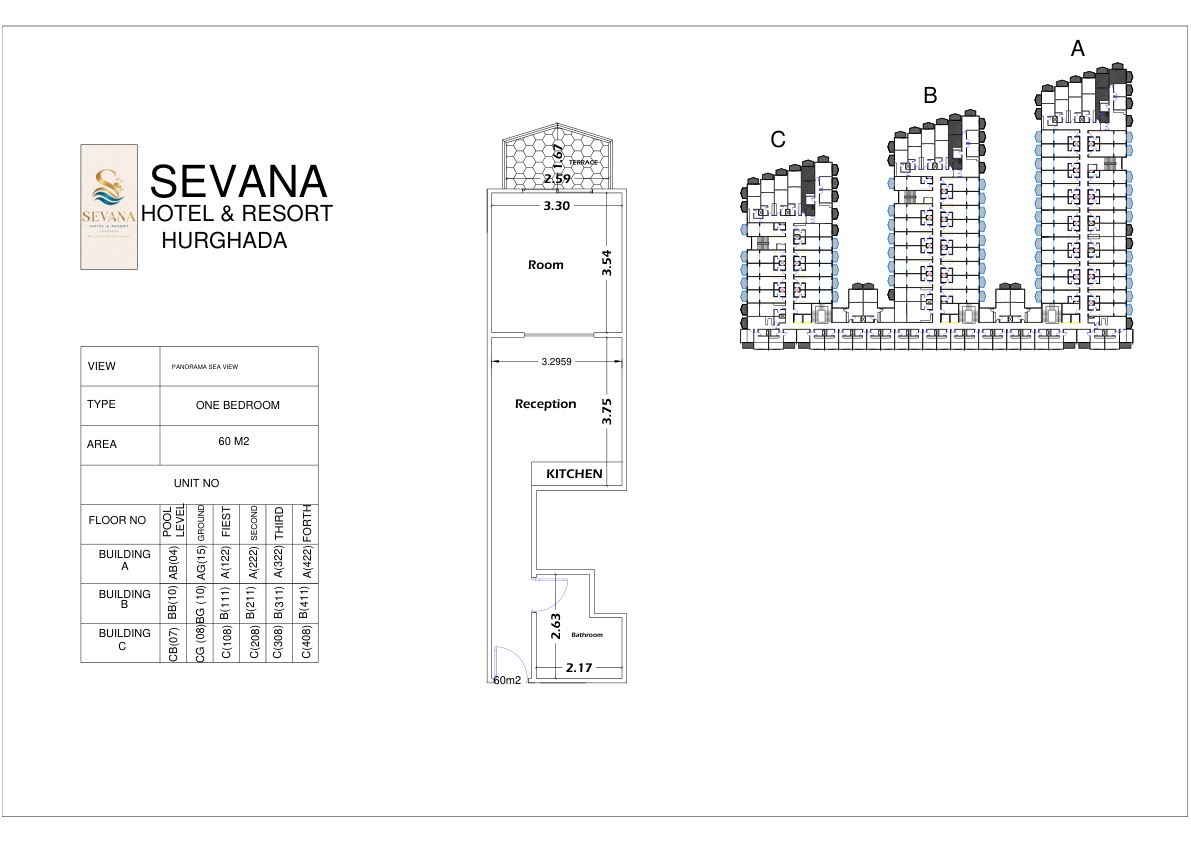 A
B
C
SEVANA
HOTEL & RESORT
HURGHADA
SEVANA
HOTEL & RESORT
HURGHADA
TERRACE
2.59
3.30
Room
3.54
3.2959
Reception
3.75
KITCHEN
2.63
Bathroom
2.17
60m2
VIEW PANORAMA SEA VIEW
TYPE ONE BEDROOM
AREA 60 M2
UNIT NO
FLOOR NO POOL LEVEL GROUND FIEST SECOND THIRD FORTH
BUILDING A AB(04) AG(15) A(122) A(222) A(322) A(422)
BUILDING B BB(10) BG (10) B(111) B(211) B(311) B(411)
BUILDING C CB(07) CG (08) C(108) C(208) C(308) C(408)